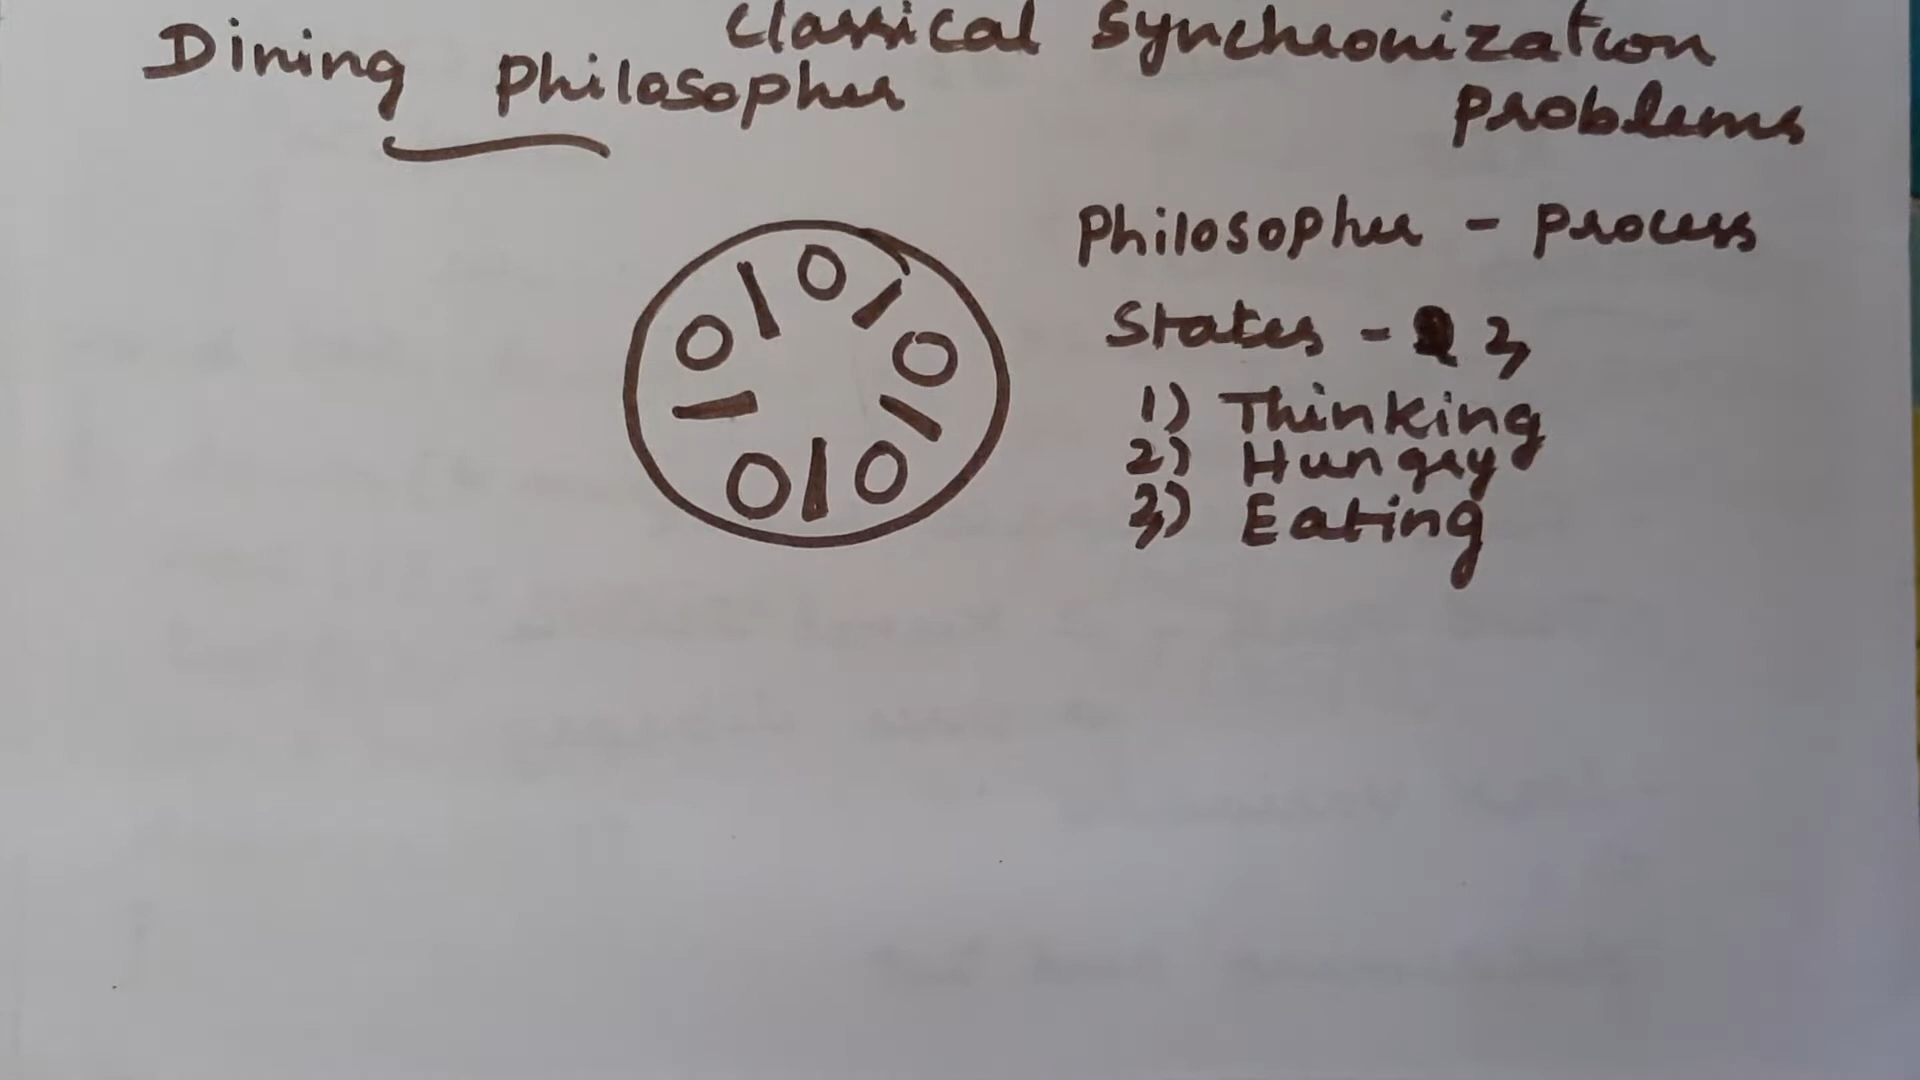 Classical Synchronization
Problems
Dining Philosopher
Philosopher - Process
States - 3
1) Thinking
2) Hungry
3) Eating